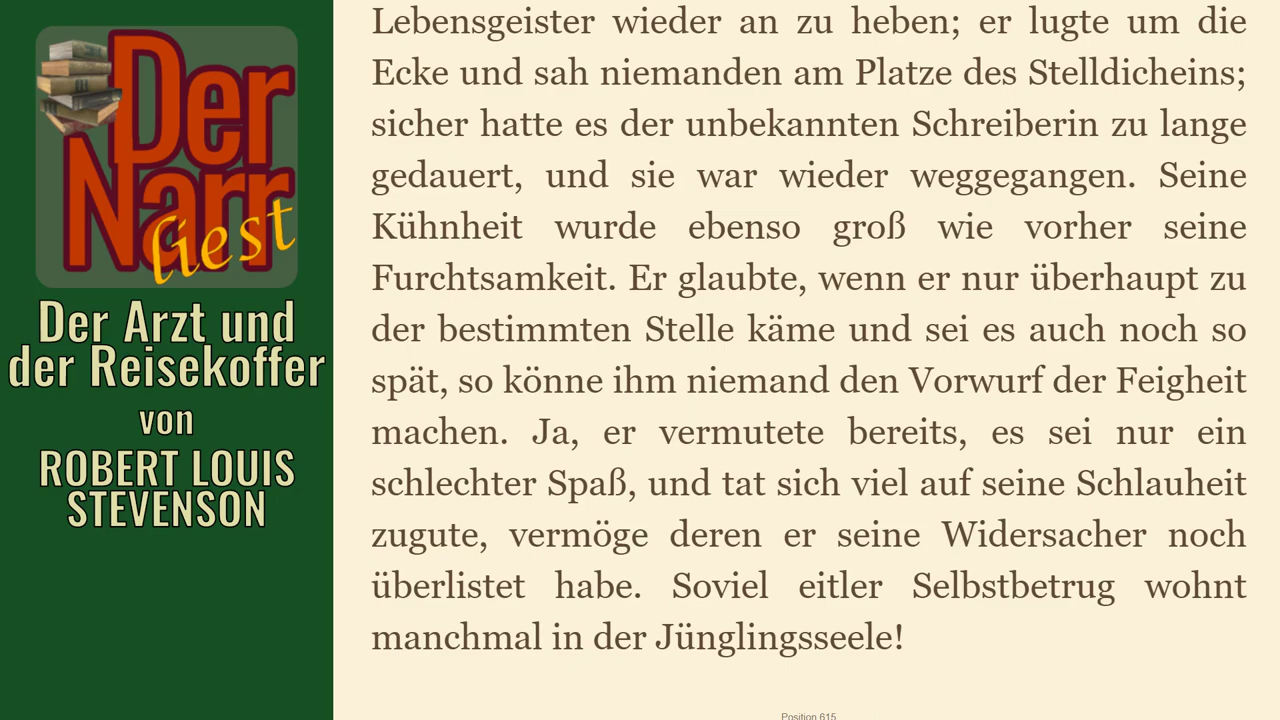 Der
Narr
liest
Der Arzt und
der Reisekoffer
von
ROBERT LOUIS
STEVENSON
Lebensgeister wieder an zu heben; er lugte um die
Ecke und sah niemanden am Platze des Stelldicheins;
sicher hatte es der unbekannten Schreiberin zu lange
gedauert, und sie war wieder weggegangen. Seine
Kühnheit wurde ebenso groß wie vorher seine
Furchtsamkeit. Er glaubte, wenn er nur überhaupt zu
der bestimmten Stelle käme und sei es auch noch so
spät, so könne ihm niemand den Vorwurf der Feigheit
machen. Ja, er vermutete bereits, es sei nur ein
schlechter Spaß, und tat sich viel auf seine Schlauheit
zugute, vermöge deren er seine Widersacher noch
überlistet habe. Soviel eitler Selbstbetrug wohnt
manchmal in der Jünglingsseele!
Position 615